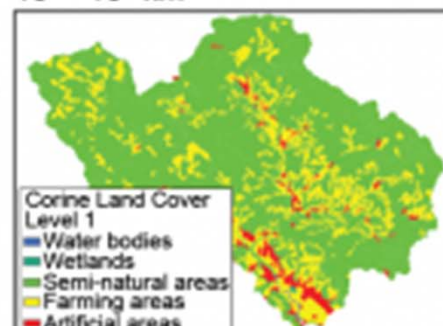 Corine Land Cover
Level 1
Water bodies
Wetlands
Semi-natural areas
Farming areas
Artificial areas